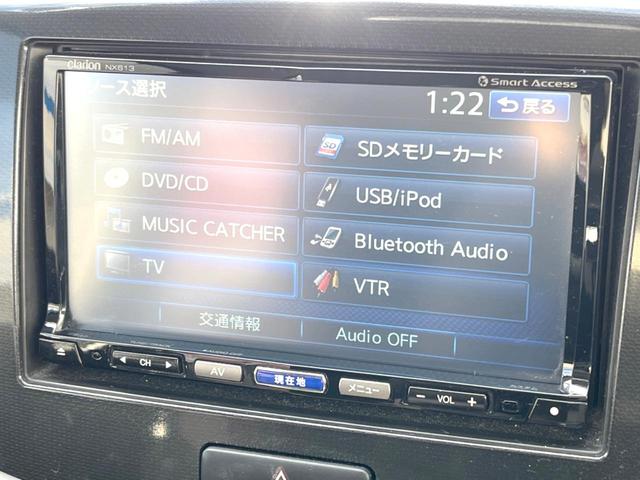 clarion NX613
Smart Access
ソース選択
1:22
戻る
FM/AM
SDメモリーカード
SD
DVD/CD
USB/iPod
MUSIC CATCHER
Bluetooth Audio
TV
VTR
交通情報
Audio OFF
CH
AV
現在地
メニュー
− VOL +